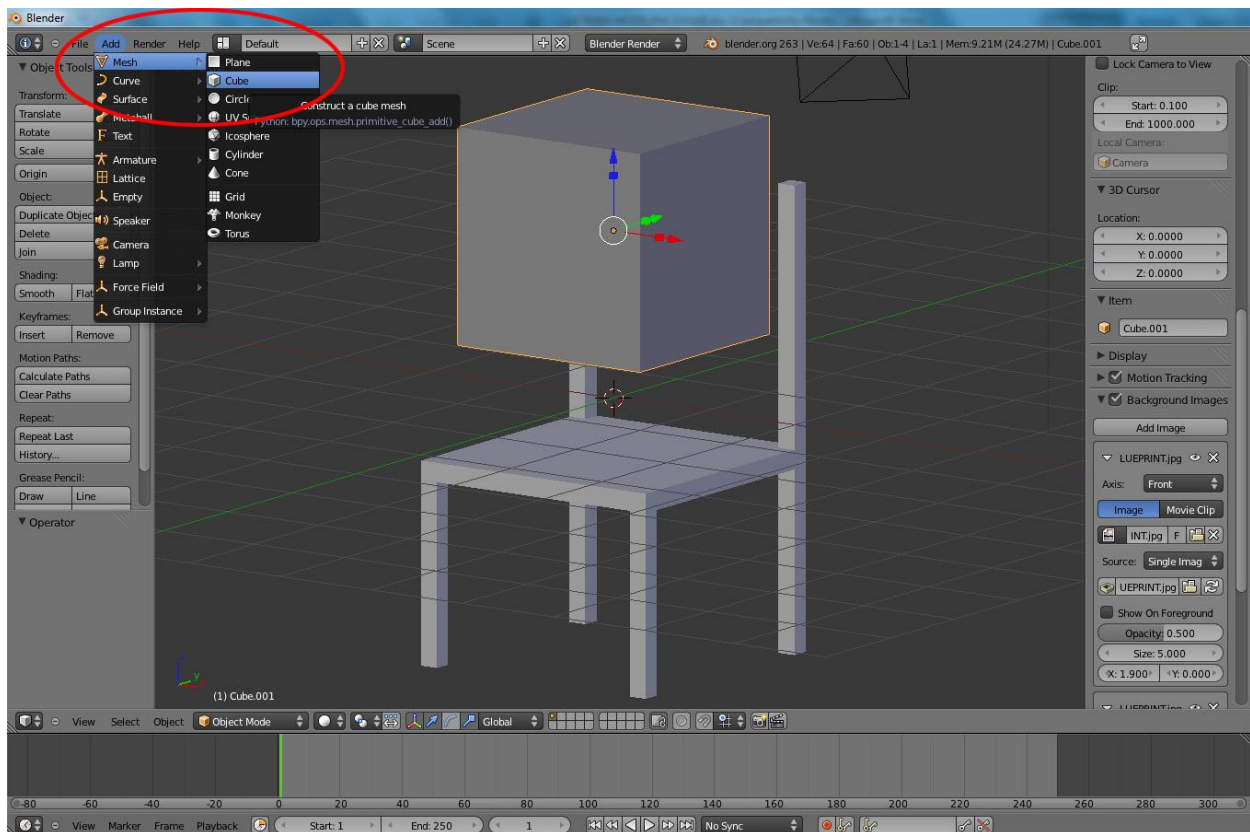 Blender
File Add Render Help Default Scene Blender Render blender.org 263 | Ve:64 | Fa:60 | Ob:1-4 | La:1 | Mem:9.21M (24.27M) | Cube.001
Object Tools
Transform:
Translate
Rotate
Scale
Origin
Object:
Duplicate Objec
Delete
Join
Shading:
Smooth Flat
Keyframes:
Insert Remove
Motion Paths:
Calculate Paths
Clear Paths
Repeat:
Repeat Last
History...
Grease Pencil:
Draw Line
Operator
Mesh
Curve
Surface
Metaball
Text
Armature
Lattice
Empty
Speaker
Camera
Lamp
Force Field
Group Instance
Plane
Cube
Circle
UV S
Icosphere
Cylinder
Cone
Grid
Monkey
Torus
Construct a cube mesh
Python: bpy.ops.mesh.primitive_cube_add()
y
(1) Cube.001
Lock Camera to View
Clip:
Start: 0.100
End: 1000.000
Local Camera:
Camera
3D Cursor
Location:
X: 0.0000
Y: 0.0000
Z: 0.0000
Item
Cube.001
Display
Motion Tracking
Background Images
Add Image
LUEPRINT.jpg
Axis: Front
Image Movie Clip
INT.jpg F
Source: Single Imag
UEPRINT.jpg
Show On Foreground
Opacity: 0.500
Size: 5.000
X: 1.900 Y: 0.000
View Select Object Object Mode Global
-80 -60 -40 -20 0 20 40 60 80 100 120 140 160 180 200 220 240 260 280 300
View Marker Frame Playback Start: 1 End: 250 1 No Sync